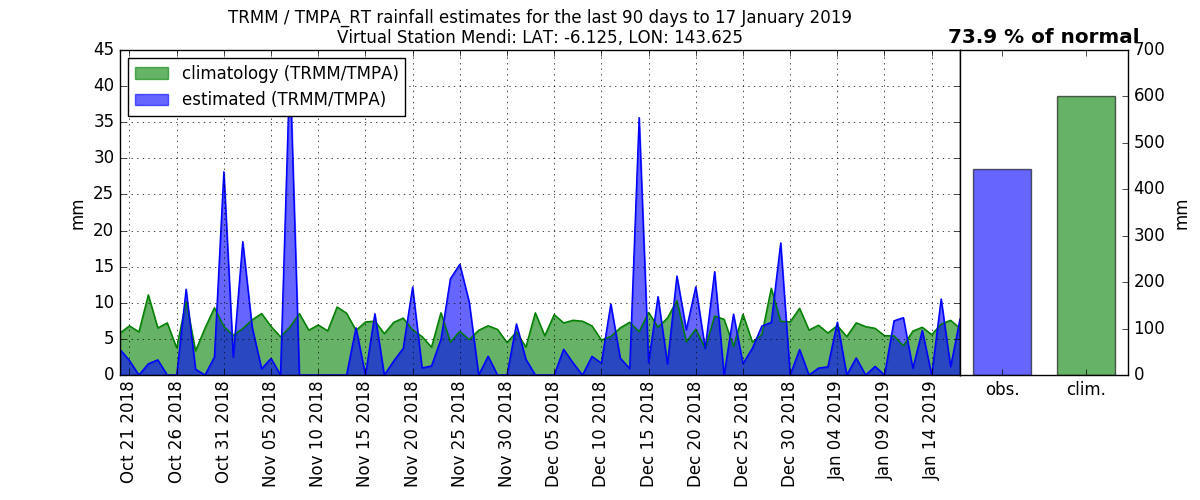 TRMM / TMPA_RT rainfall estimates for the last 90 days to 17 January 2019
Virtual Station Mendi: LAT: -6.125, LON: 143.625
73.9 % of normal
climatology (TRMM/TMPA)
estimated (TRMM/TMPA)
mm
45
40
35
30
25
20
15
10
5
0
Oct 21 2018
Oct 26 2018
Oct 31 2018
Nov 05 2018
Nov 10 2018
Nov 15 2018
Nov 20 2018
Nov 25 2018
Nov 30 2018
Dec 05 2018
Dec 10 2018
Dec 15 2018
Dec 20 2018
Dec 25 2018
Dec 30 2018
Jan 04 2019
Jan 09 2019
Jan 14 2019
obs.
clim.
700
600
500
400
300
200
100
0
mm